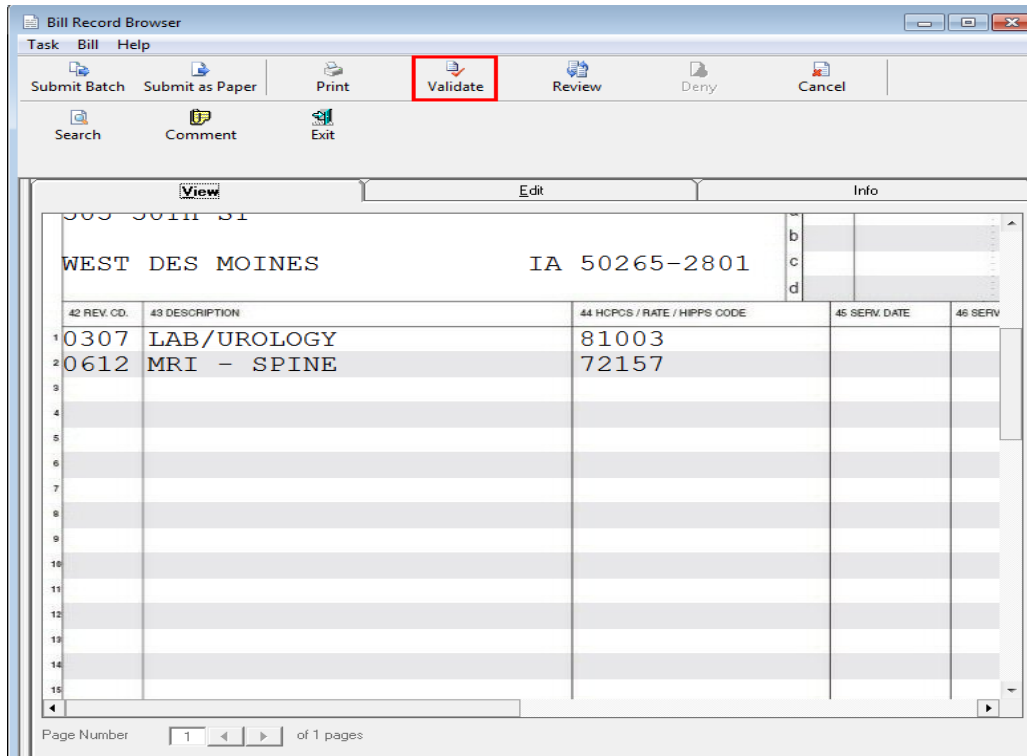 Bill Record Browser
Task Bill Help
Submit Batch Submit as Paper Print Validate Review Deny Cancel
Search Comment Exit
View Edit Info
b
WEST DES MOINES IA 50265-2801 c
d
42 REV. CD. 43 DESCRIPTION 44 HCPCS / RATE / HIPPS CODE 45 SERV. DATE 46 SERV
1 0307 LAB/UROLOGY 81003
2 0612 MRI - SPINE 72157
3
4
5
6
7
8
9
10
11
12
13
14
15
Page Number 1 of 1 pages